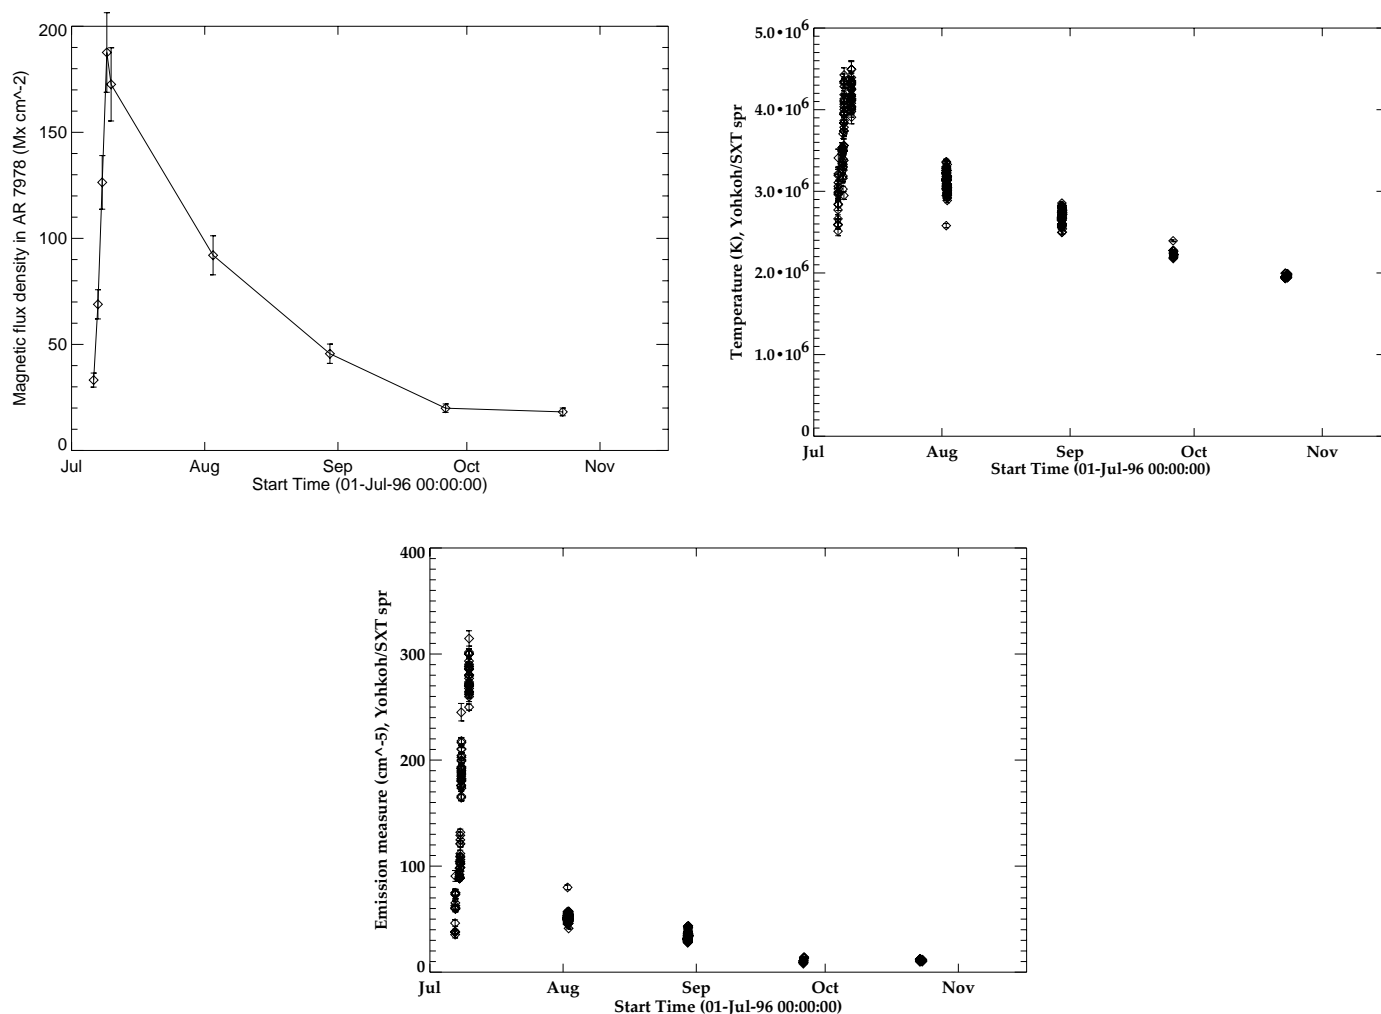 200
150
100
50
0
Magnetic flux density in AR 7978 (Mx cm^-2)
Jul Aug Sep Oct Nov
Start Time (01-Jul-96 00:00:00)
5.0•10^6
4.0•10^6
3.0•10^6
2.0•10^6
1.0•10^6
0
Temperature (K), Yohkoh/SXT spr
Jul Aug Sep Oct Nov
Start Time (01-Jul-96 00:00:00)
400
300
200
100
0
Emission measure (cm^-5), Yohkoh/SXT spr
Jul Aug Sep Oct Nov
Start Time (01-Jul-96 00:00:00)